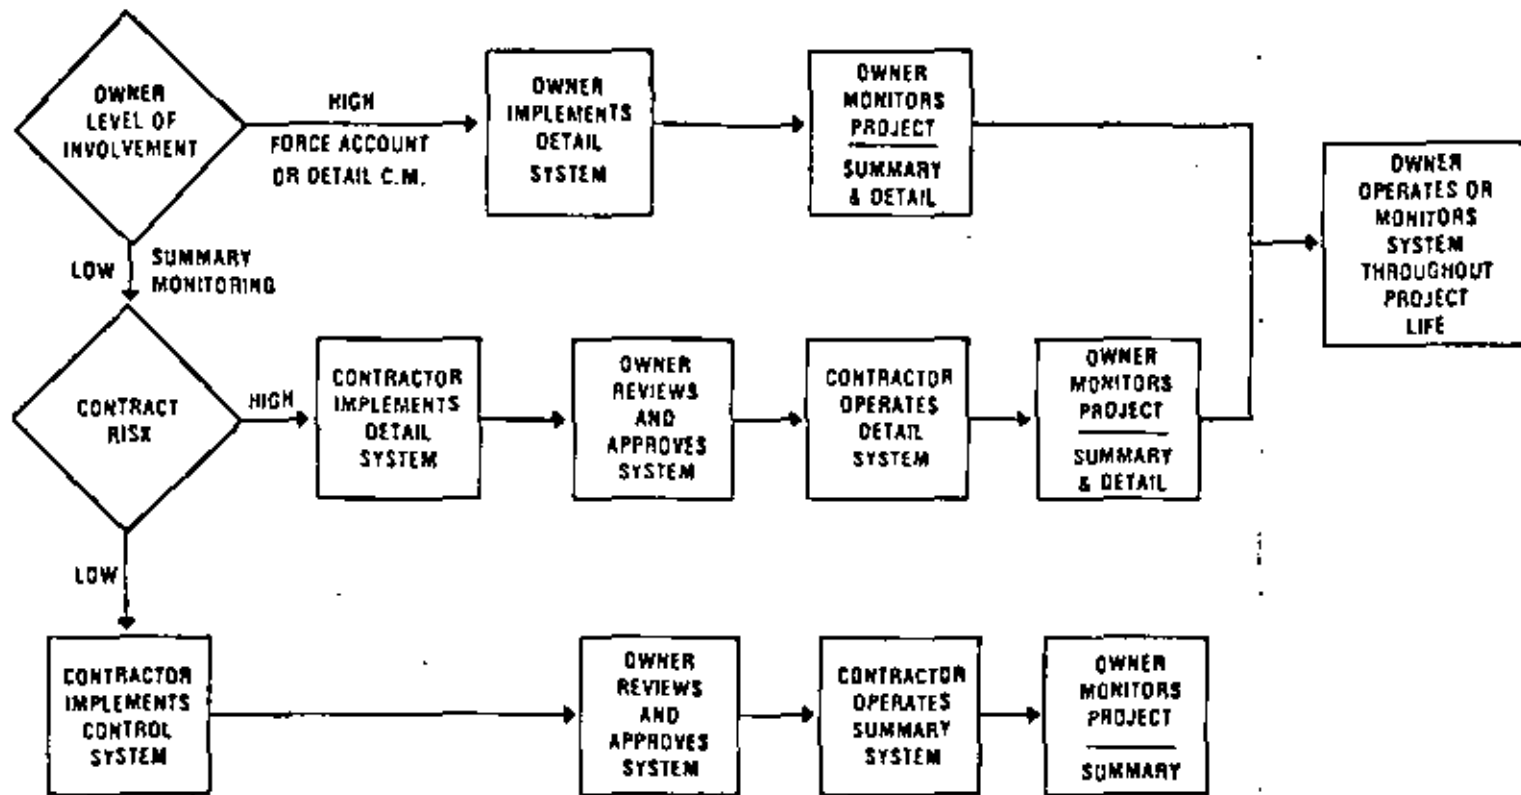 OWNER
LEVEL OF
INVOLVEMENT
HIGH
FORCE ACCOUNT
OR DETAIL C.M.
OWNER
IMPLEMENTS
DETAIL
SYSTEM
OWNER
MONITORS
PROJECT
SUMMARY
& DETAIL
OWNER
OPERATES OR
MONITORS
SYSTEM
THROUGHOUT
PROJECT
LIFE
LOW
SUMMARY
MONITORING
CONTRACT
RISK
HIGH
CONTRACTOR
IMPLEMENTS
DETAIL
SYSTEM
OWNER
REVIEWS
AND
APPROVES
SYSTEM
CONTRACTOR
OPERATES
DETAIL
SYSTEM
OWNER
MONITORS
PROJECT
SUMMARY
& DETAIL
LOW
CONTRACTOR
IMPLEMENTS
CONTROL
SYSTEM
OWNER
REVIEWS
AND
APPROVES
SYSTEM
CONTRACTOR
OPERATES
SUMMARY
SYSTEM
OWNER
MONITORS
PROJECT
SUMMARY